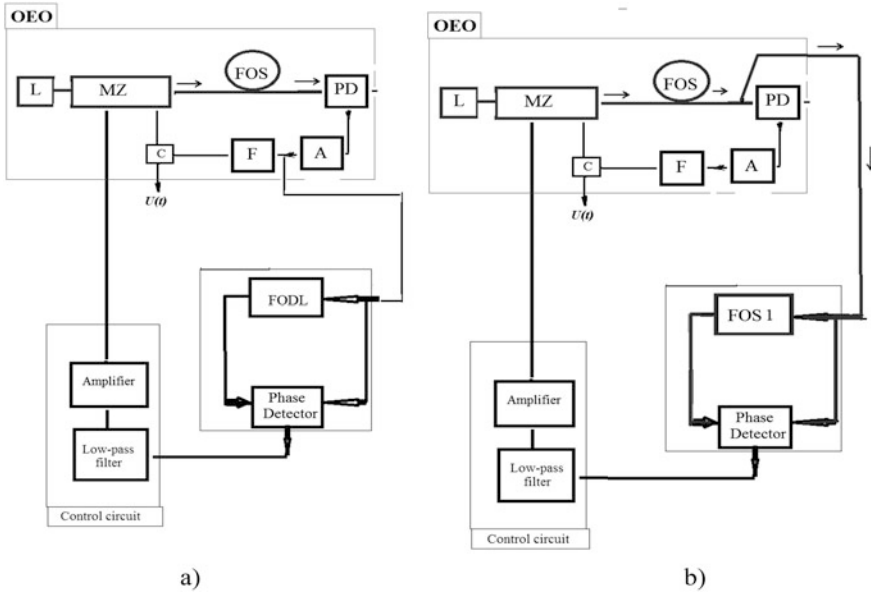 OEO
L
MZ
FOS
PD
C
F
A
U(t)
FODL
Phase
Detector
Amplifier
Low-pass
filter
Control circuit
a)
OEO
L
MZ
FOS
PD
C
F
A
U(t)
FOS 1
Phase
Detector
Amplifier
Low-pass
filter
Control circuit
b)